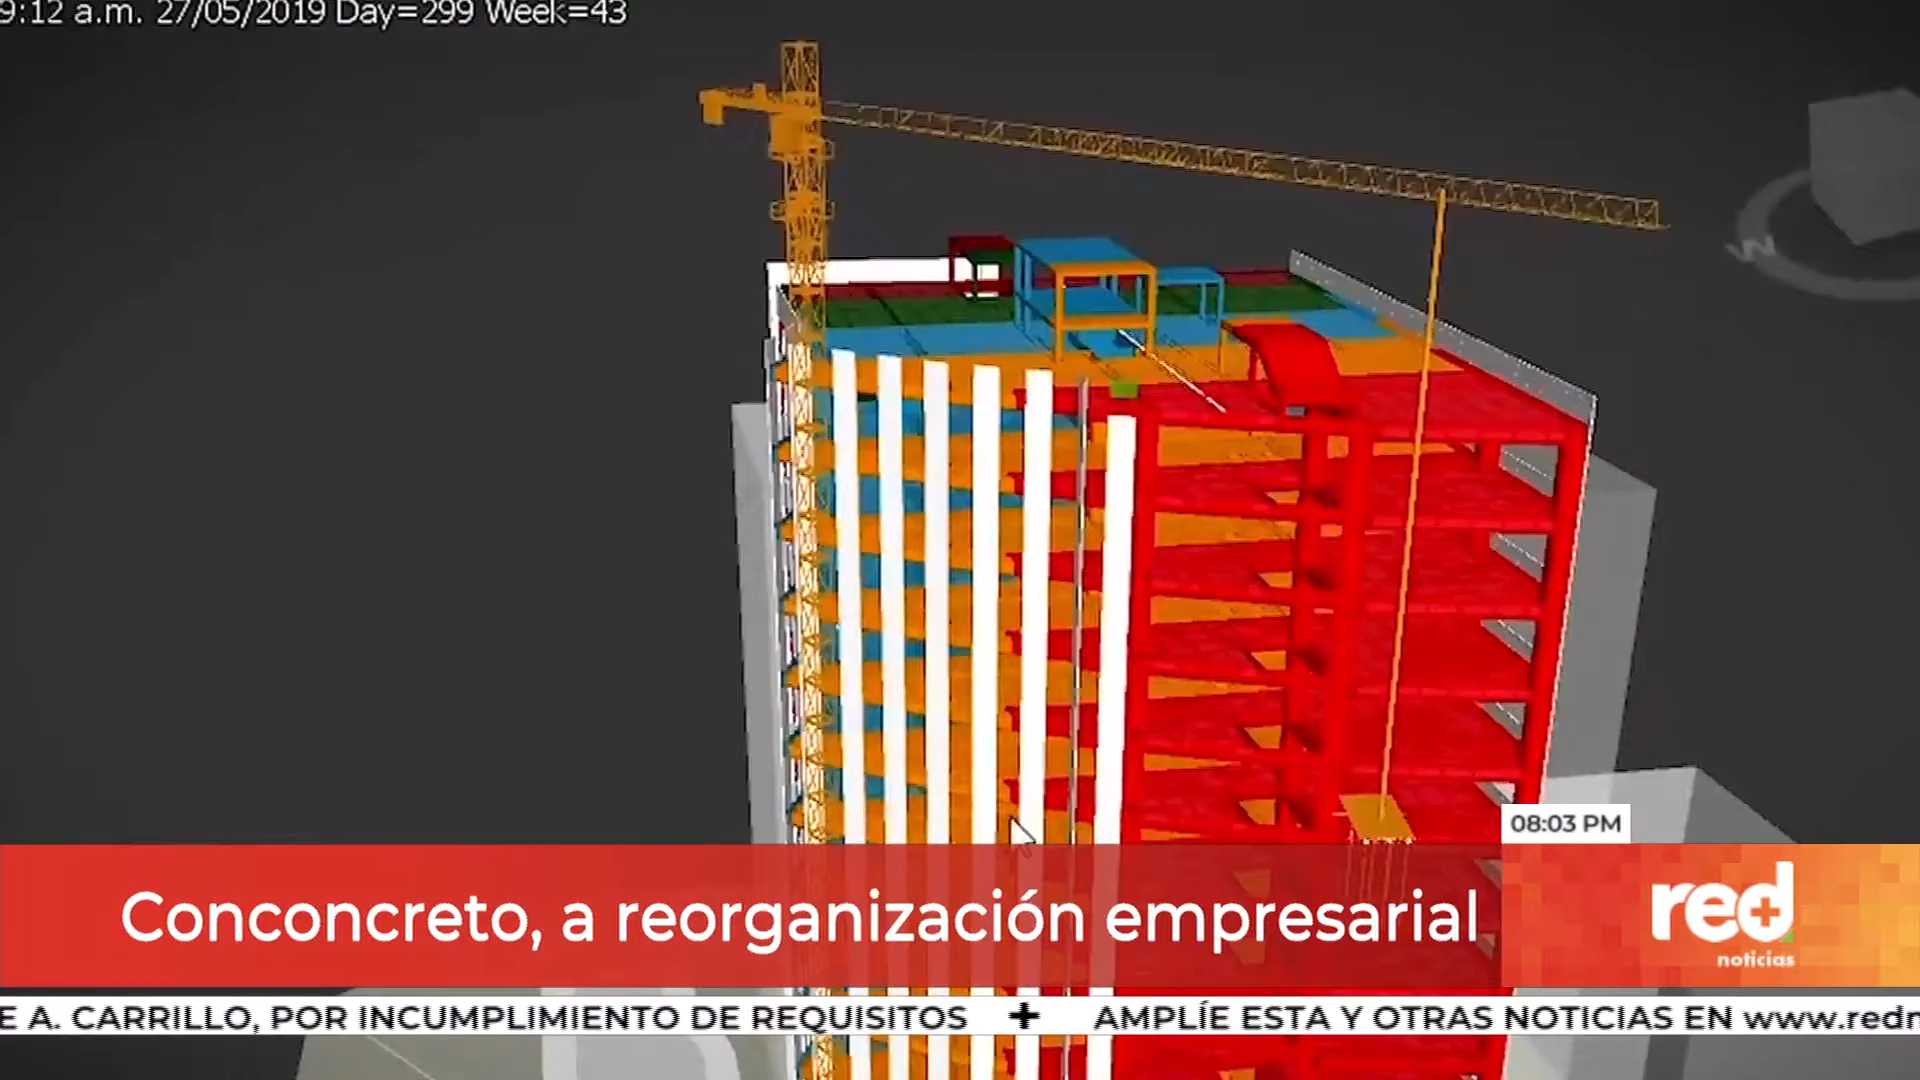 9:12 a.m. 27/05/2019 Day=299 Week=43
N
08:03 PM
Conconcreto, a reorganización empresarial
red+
noticias
E A. CARRILLO, POR INCUMPLIMIENTO DE REQUISITOS + AMPLÍE ESTA Y OTRAS NOTICIAS EN www.redn